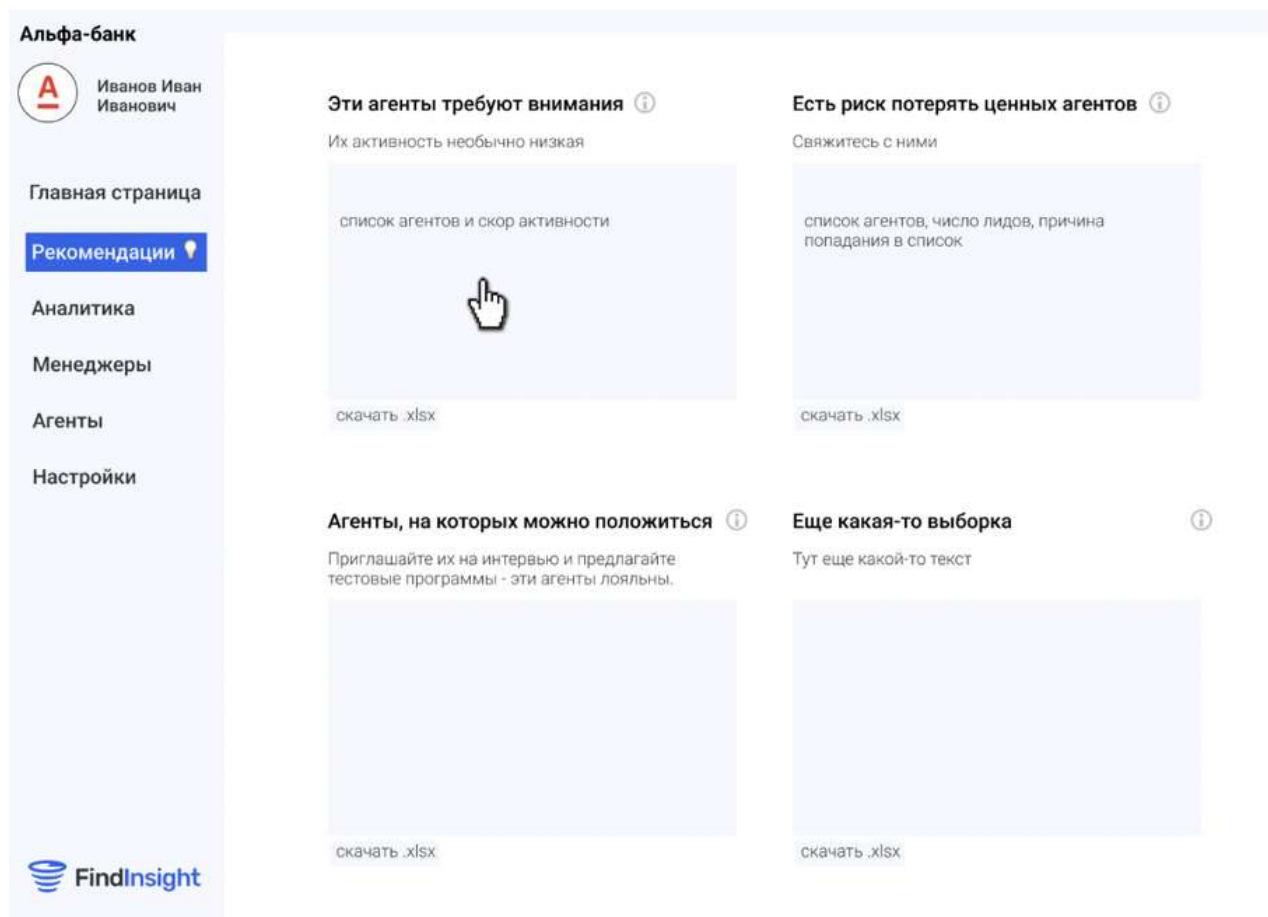 Альфа-банк
А
Иванов Иван
Иванович
Главная страница
Рекомендации
Аналитика
Менеджеры
Агенты
Настройки
FindInsight
Эти агенты требуют внимания
Их активность необычно низкая
список агентов и скор активности
скачать .xlsx
Есть риск потерять ценных агентов
Свяжитесь с ними
список агентов, число лидов, причина
попадания в список
скачать .xlsx
Агенты, на которых можно положиться
Приглашайте их на интервью и предлагайте
тестовые программы - эти агенты лояльны.
скачать .xlsx
Еще какая-то выборка
Тут еще какой-то текст
скачать .xlsx